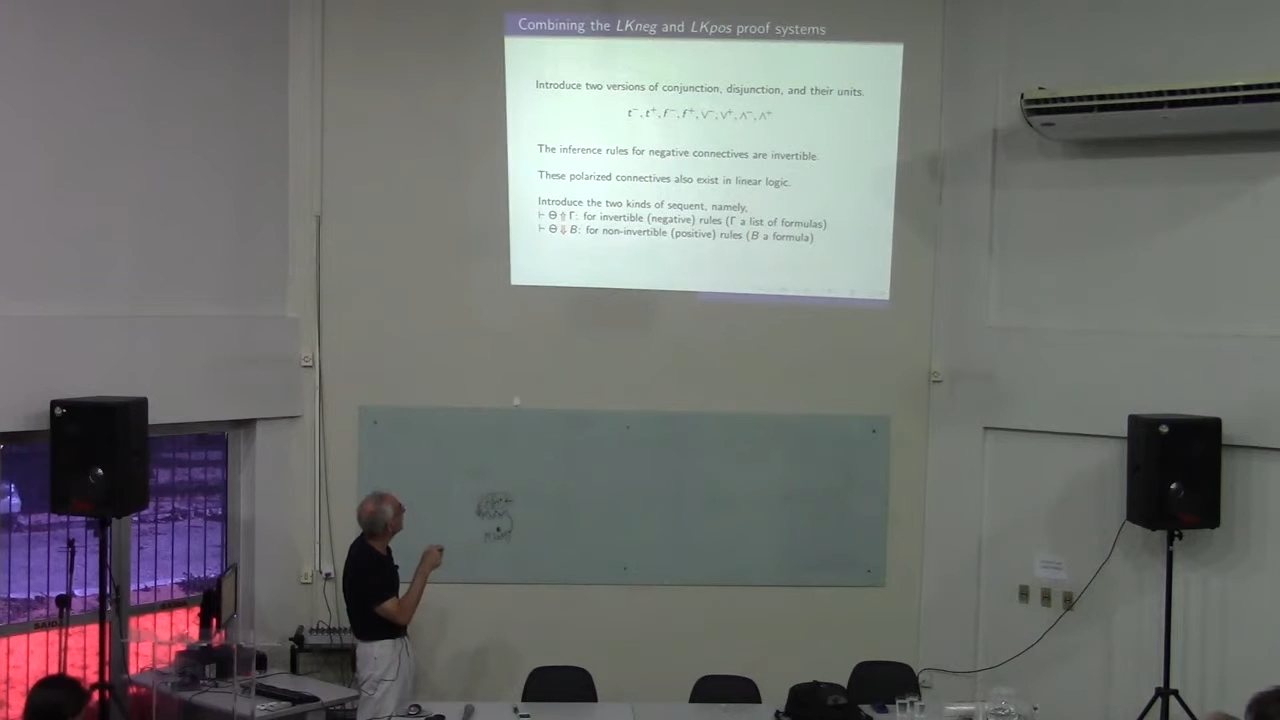 Combining the LKneg and LKpos proof systems
Introduce two versions of conjunction, disjunction, and their units.
t⁻, t⁺, f⁻, f⁺, ∨⁻, ∨⁺, ∧⁻, ∧⁺
The inference rules for negative connectives are invertible.
These polarized connectives also exist in linear logic.
Introduce the two kinds of sequent, namely,
⊢ Θ ⇑ Γ: for invertible (negative) rules (Γ a list of formulas)
⊢ Θ ⇓ B: for non-invertible (positive) rules (B a formula)